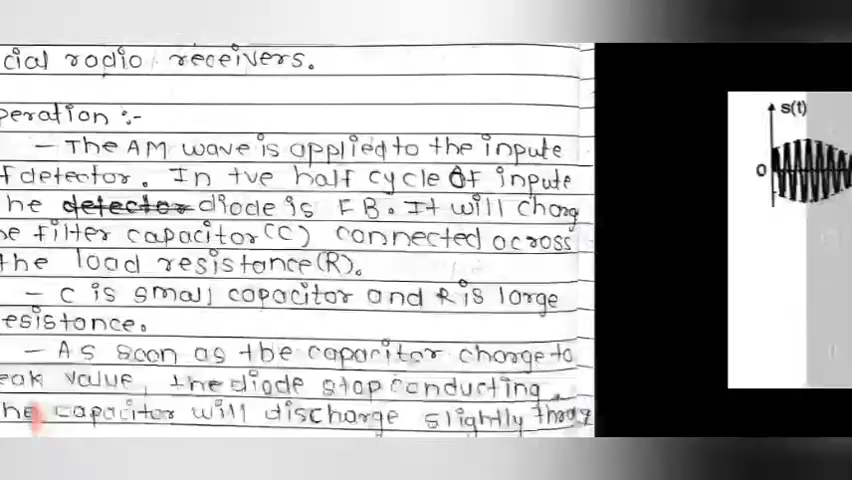 cial radio receivers.
peration :-
- The AM wave is applied to the inpute
f detector. In +ve half cycle Of inpute
he detector diode is FB. It will charg
he filter capacitor (C) connected across
the load resistance (R).
- C is small capacitor and R is large
esistance.
- As soon as the capacitor charge to
eak value, the diode stop conducting.
he capacitor will discharge slightly
s(t)
0